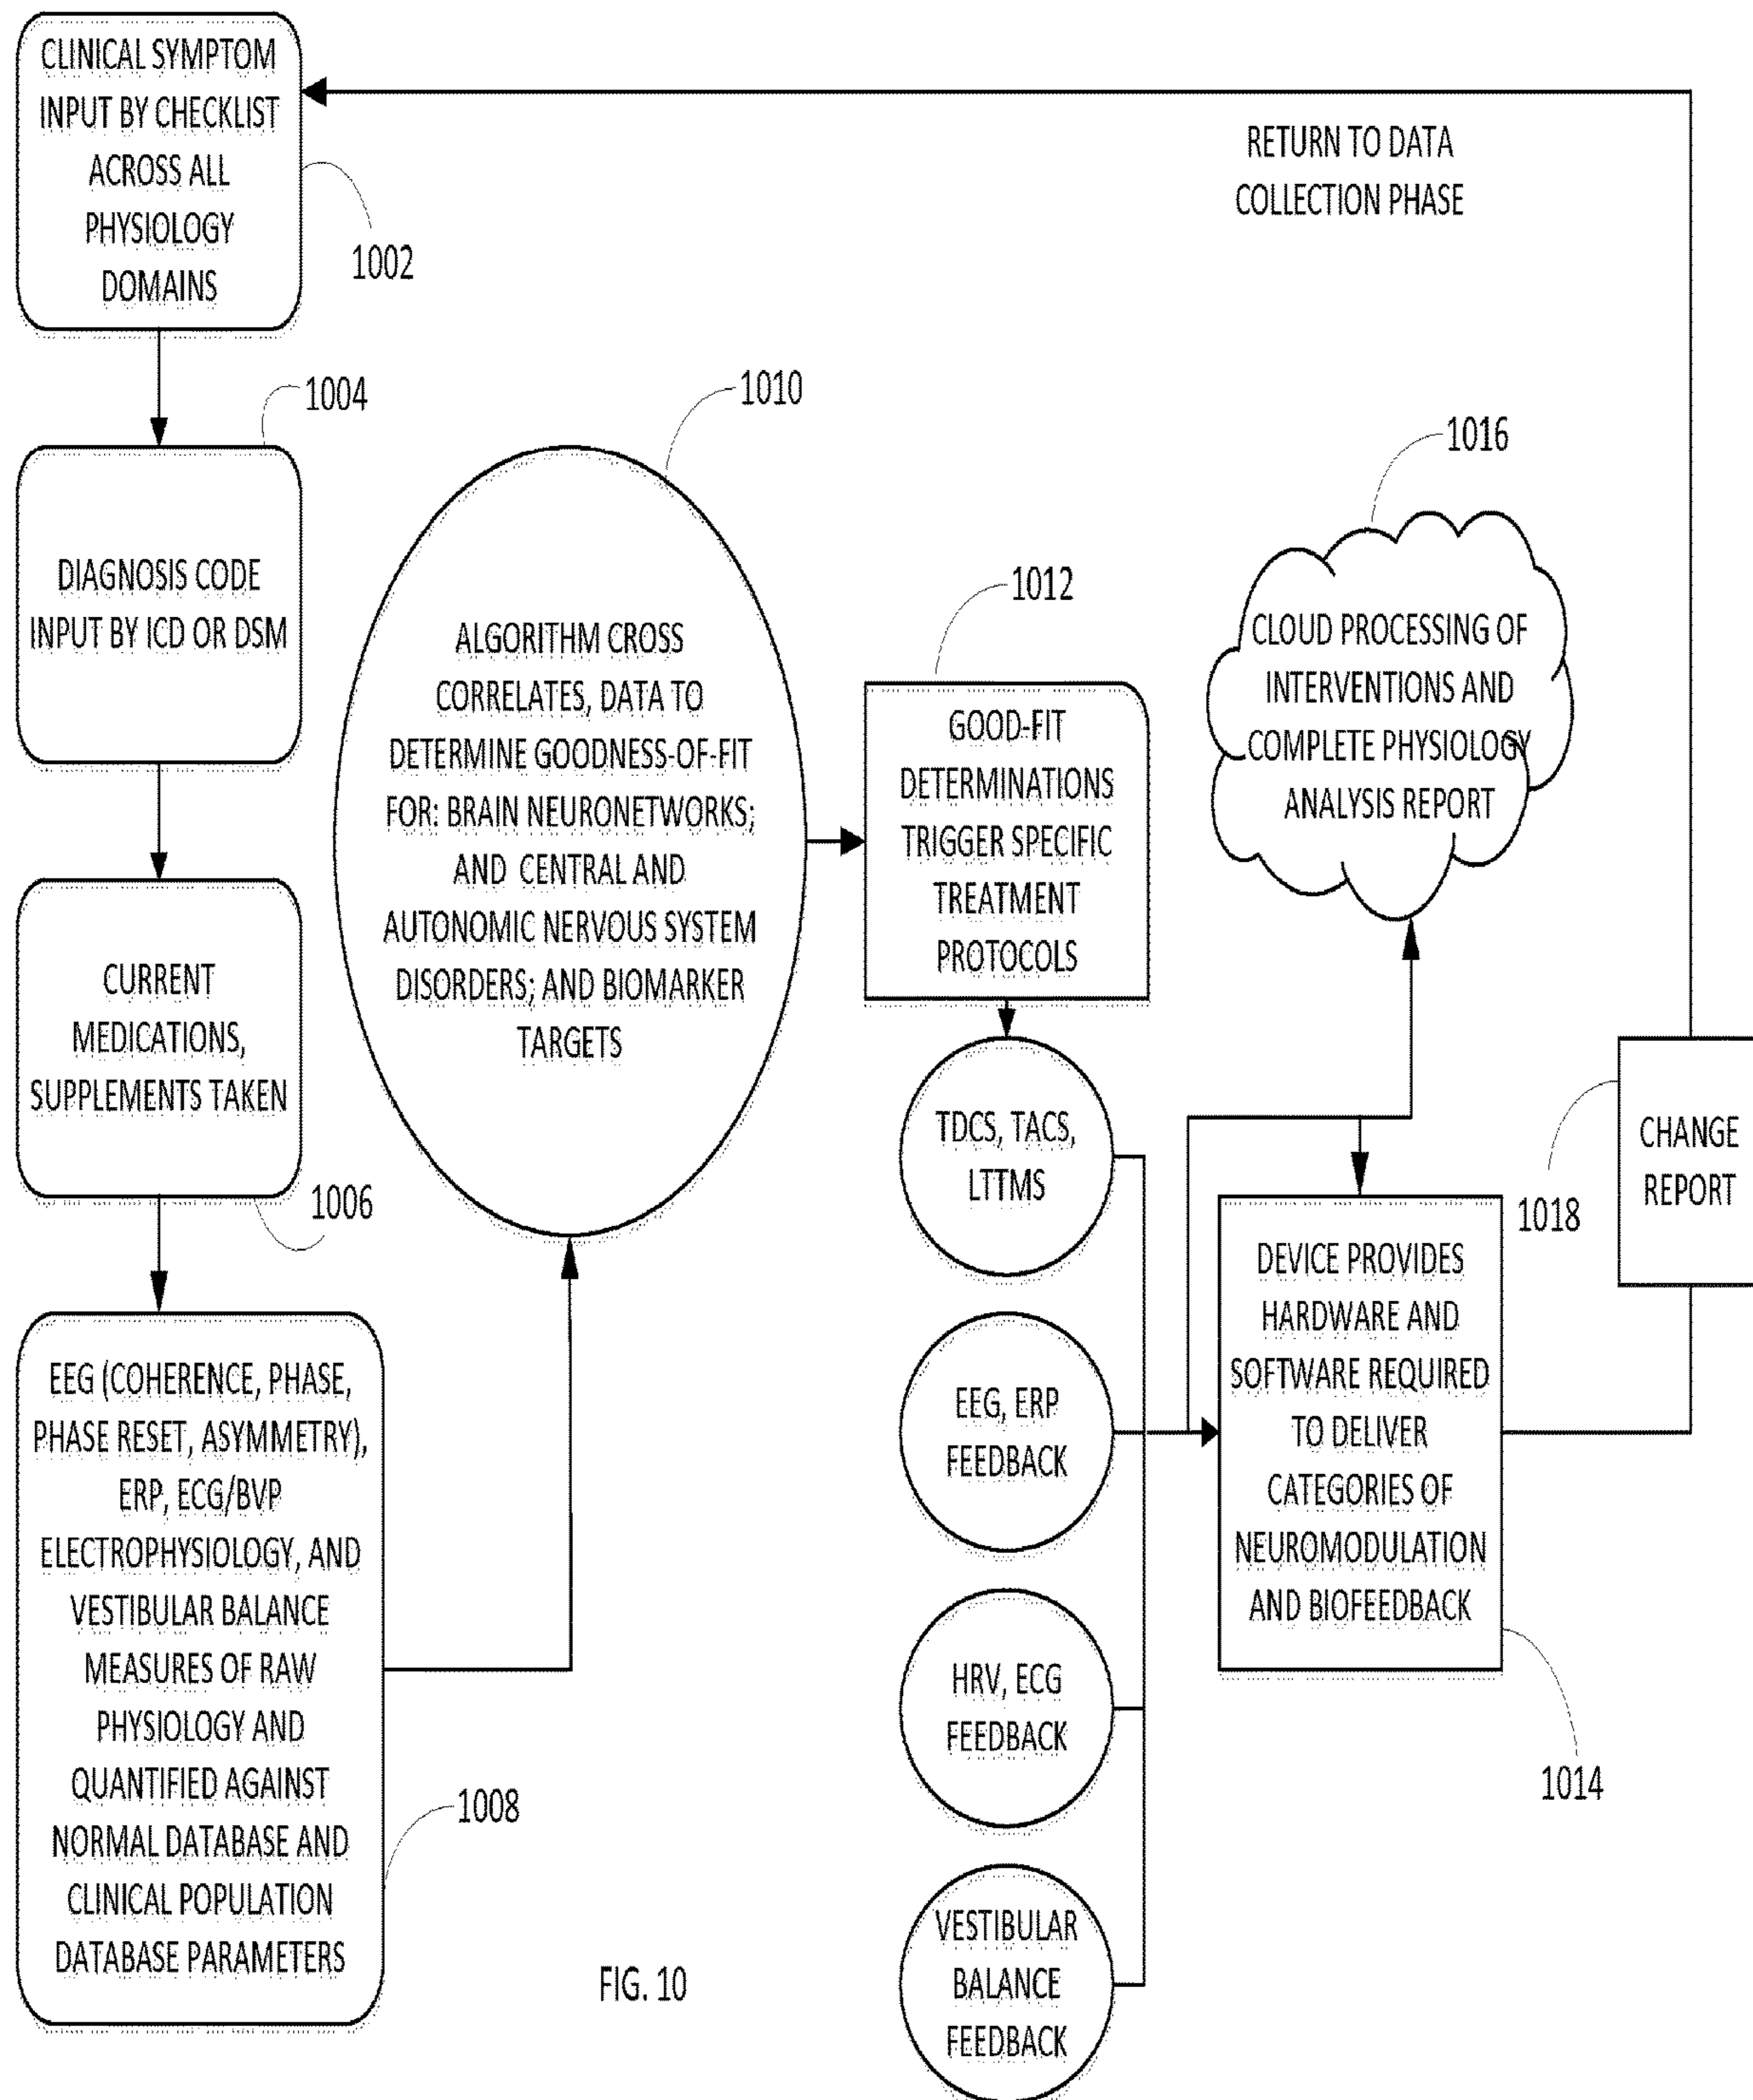 CLINICAL SYMPTOM
INPUT BY CHECKLIST
ACROSS ALL
PHYSIOLOGY
DOMAINS
1002
RETURN TO DATA
COLLECTION PHASE
1004
DIAGNOSIS CODE
INPUT BY ICD OR DSM
CURRENT
MEDICATIONS,
SUPPLEMENTS TAKEN
1006
EEG (COHERENCE, PHASE,
PHASE RESET, ASYMMETRY),
ERP, ECG/BVP
ELECTROPHYSIOLOGY, AND
VESTIBULAR BALANCE
MEASURES OF RAW
PHYSIOLOGY AND
QUANTIFIED AGAINST
NORMAL DATABASE AND
CLINICAL POPULATION
DATABASE PARAMETERS
1008
1010
ALGORITHM CROSS
CORRELATES, DATA TO
DETERMINE GOODNESS-OF-FIT
FOR: BRAIN NEURONETWORKS;
AND CENTRAL AND
AUTONOMIC NERVOUS SYSTEM
DISORDERS; AND BIOMARKER
TARGETS
1012
GOOD-FIT
DETERMINATIONS
TRIGGER SPECIFIC
TREATMENT
PROTOCOLS
TDCS, TACS,
LTTMS
EEG, ERP
FEEDBACK
HRV, ECG
FEEDBACK
VESTIBULAR
BALANCE
FEEDBACK
1016
CLOUD PROCESSING OF
INTERVENTIONS AND
COMPLETE PHYSIOLOGY
ANALYSIS REPORT
DEVICE PROVIDES
HARDWARE AND
SOFTWARE REQUIRED
TO DELIVER
CATEGORIES OF
NEUROMODULATION
AND BIOFEEDBACK
1014
1018
CHANGE
REPORT
FIG. 10